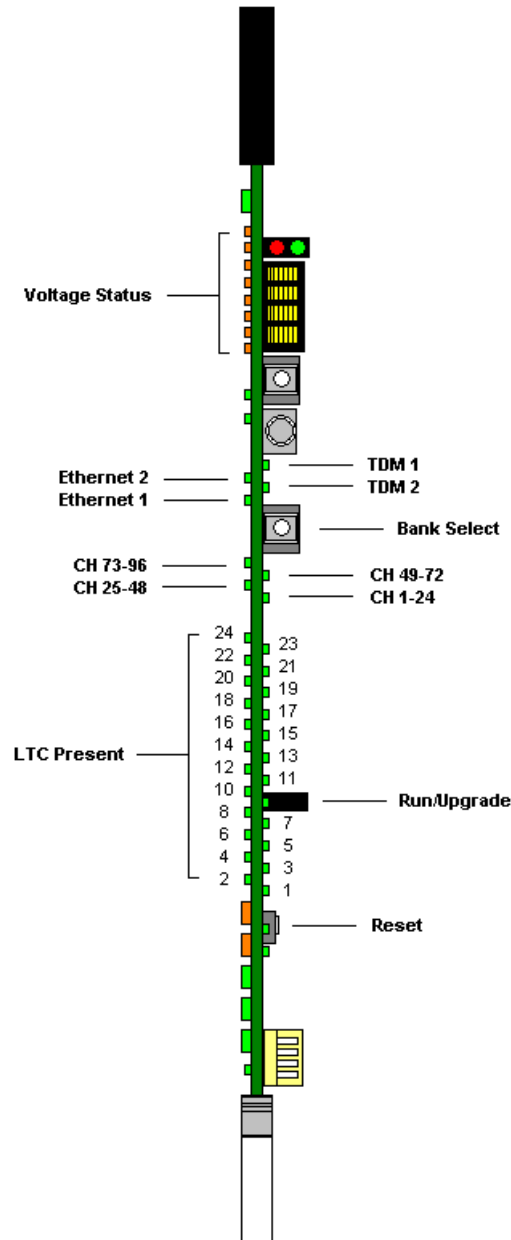 Voltage Status
TDM 1
Ethernet 2
TDM 2
Ethernet 1
Bank Select
CH 73-96
CH 49-72
CH 25-48
CH 1-24
24
23
22
21
20
19
18
17
16
15
14
LTC Present
13
12
11
10
Run/Upgrade
8
7
6
5
4
3
2
1
Reset